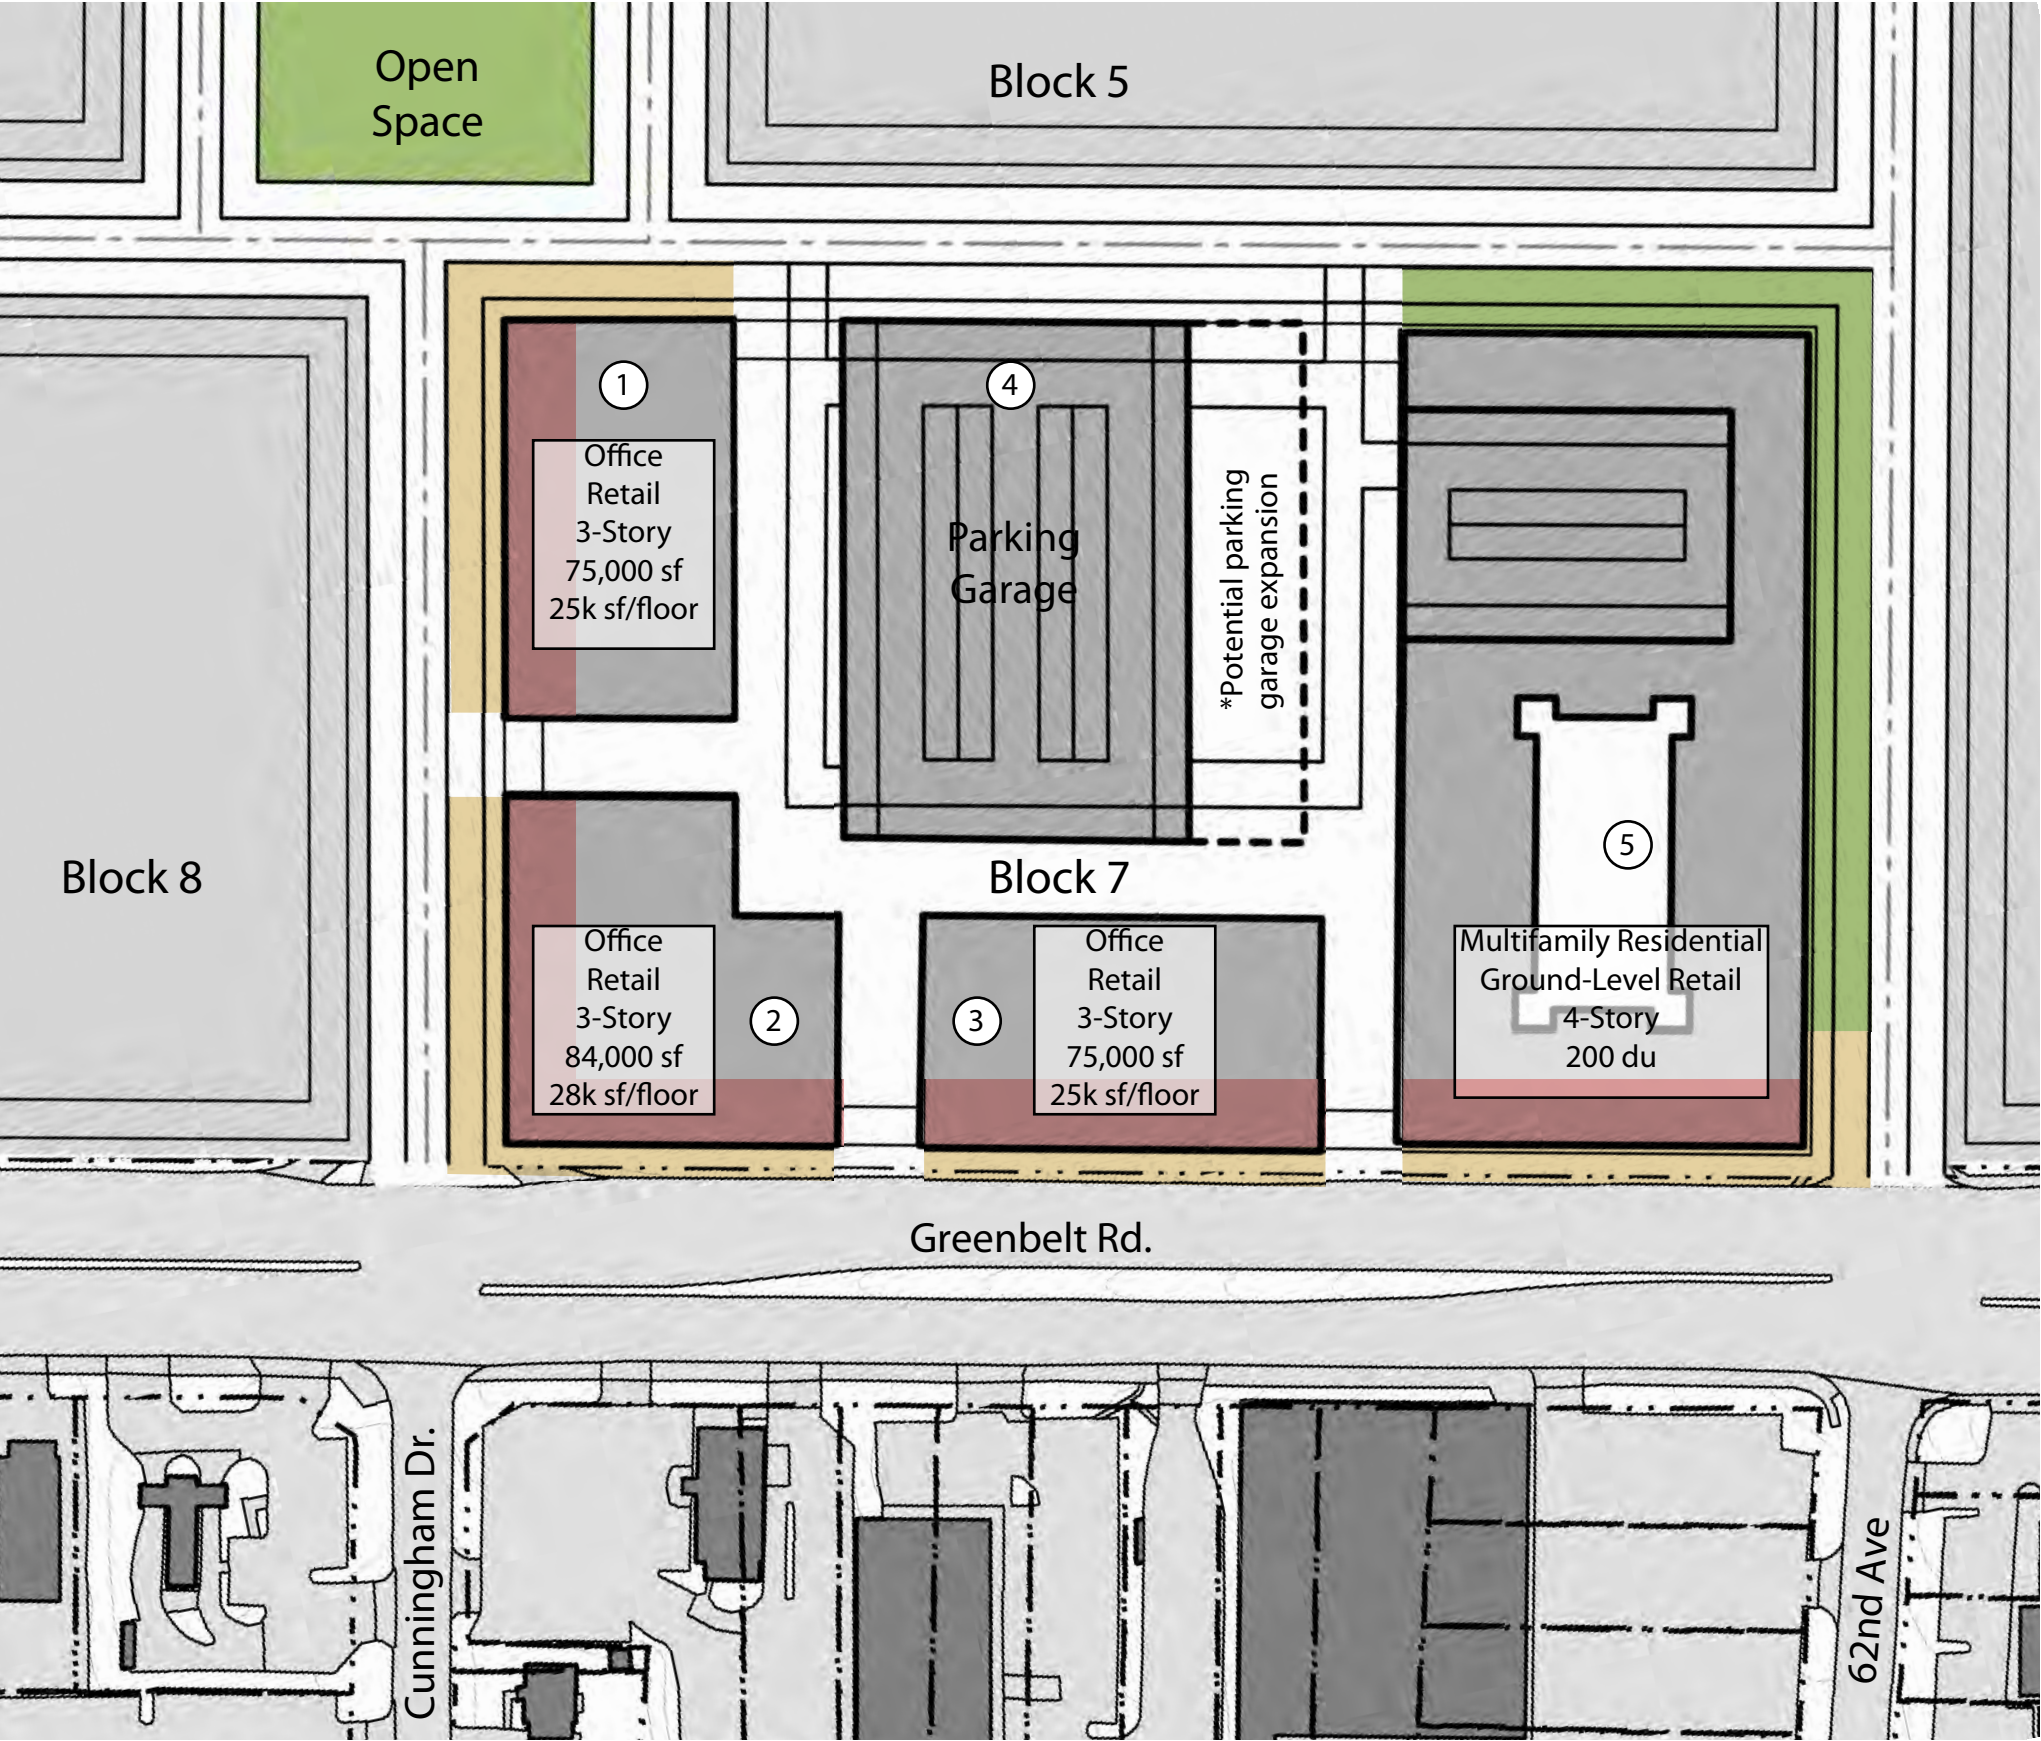 Open
Space
Block 5
1
Office
Retail
3-Story
75,000 sf
25k sf/floor
4
Parking
Garage
*Potential parking
garage expansion
5
Block 8
Block 7
Office
Retail
3-Story
84,000 sf
28k sf/floor
2
3
Office
Retail
3-Story
75,000 sf
25k sf/floor
Multifamily Residential
Ground-Level Retail
4-Story
200 du
Greenbelt Rd.
Cunningham Dr.
62nd Ave